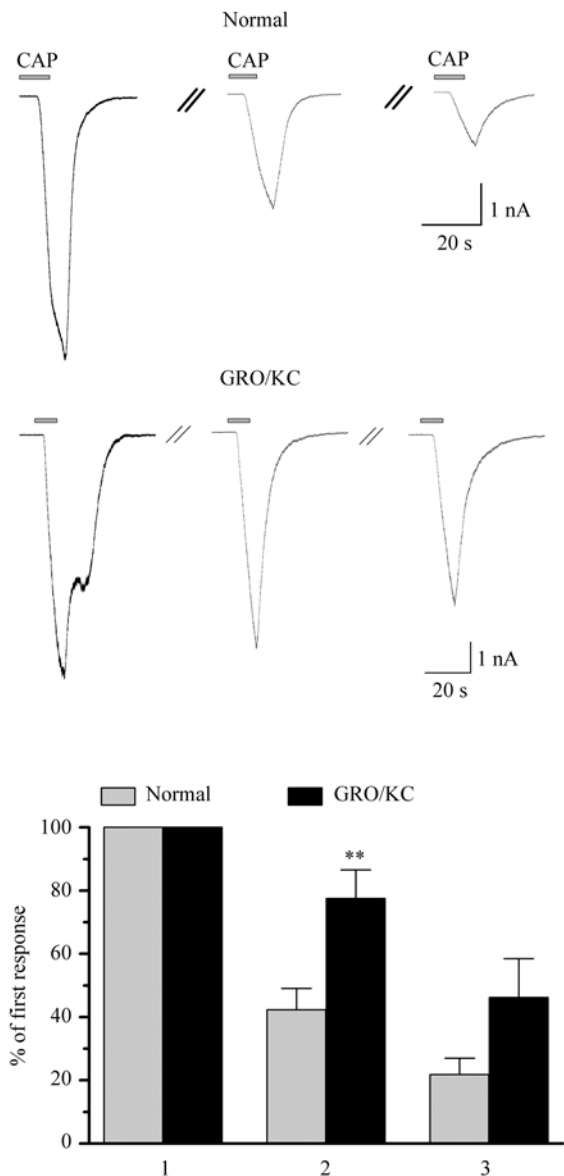 Normal
CAP CAP CAP
1 nA
20 s
GRO/KC
1 nA
20 s
Normal GRO/KC
% of first response
100
80
**
60
40
20
0
1 2 3